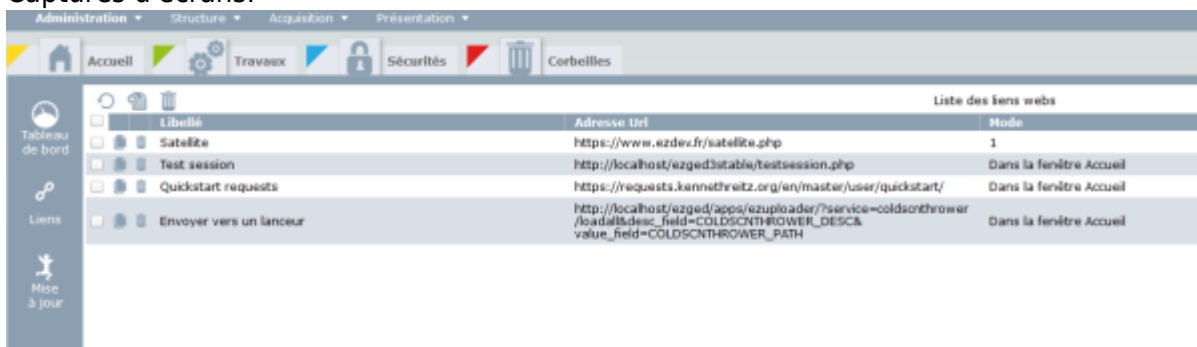 Captures d'écrans:
Administration Structure Acquisition Présentation
Accueil Travaux Sécurités Corbeilles
Tableau de bord
Liens
Mise à jour
Liste des liens webs
Libellé Adresse Url Mode
Satellite https://www.ezdev.fr/satellite.php 1
Test session http://localhost/ezged3stable/testsession.php Dans la fenêtre Accueil
Quickstart requests https://requests.kennethreitz.org/en/master/user/quickstart/ Dans la fenêtre Accueil
Envoyer vers un lanceur http://localhost/ezged/apps/ezuploader/?service=coldscnthrower
/loadall&desc_field=COLDSCNTHROWER_DESC& Dans la fenêtre Accueil
value_field=COLDSCNTHROWER_PATH